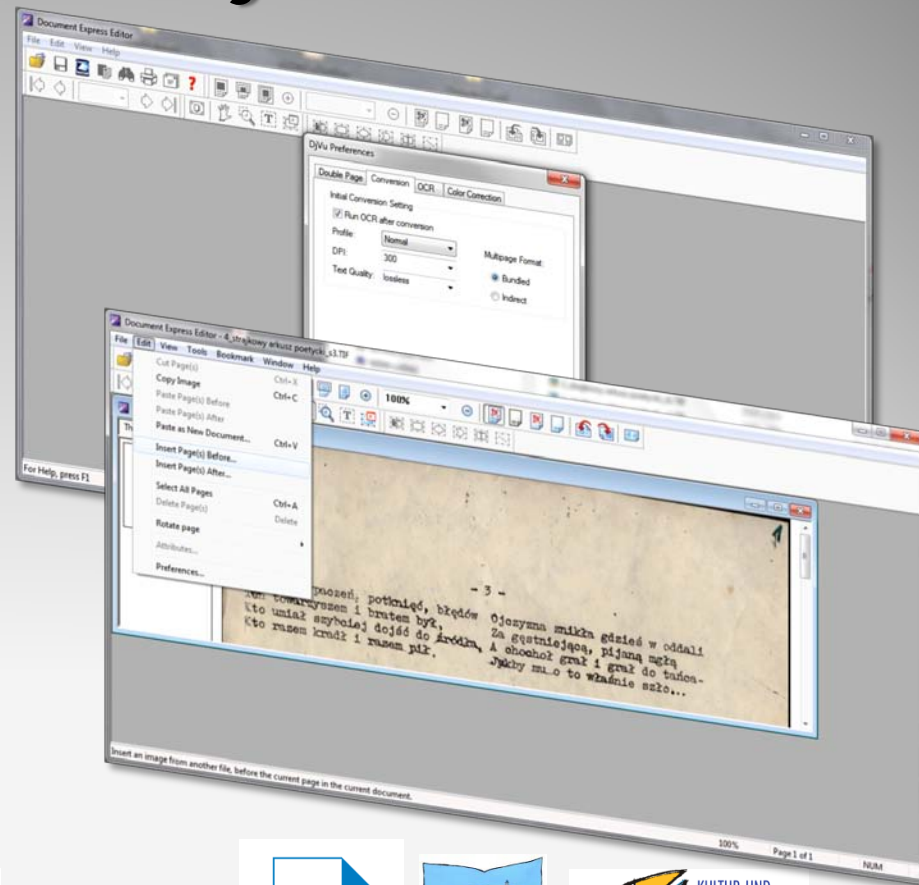 Document Express Editor
File Edit View Help
DjVu Preferences
Double Page Conversion OCR Color Correction
Initial Conversion Setting
Run OCR after conversion
Profile: Normal
DPI: 300
Text Quality: lossless
Multipage Format:
Bundled
Indirect
For Help, press F1
Document Express Editor - 4_strajkowy arkusz poetycki_s3.TIF
File Edit View Tools Bookmark Window Help
100%
Cut Page(s) Ctrl+X
Copy Image Ctrl+C
Paste Page(s) Before
Paste Page(s) After
Paste as New Document... Ctrl+V
Insert Page(s) Before...
Insert Page(s) After...
Select All Pages Ctrl+A
Delete Page(s) Delete
Rotate page
Attributes...
Preferences...
- 3 -
potknięć, błędów
towarzyszem i bratem był,
Kto umiał szybciej dojść do źródła,
Kto razem kradł i razem pił.
Ojczyzna znikła gdzieś w oddali
Za gęstniejącą, pijaną mgłą
A chochoł grał i grał do tańca-
to właśnie szło...
Insert an image from another file, before the current page in the current document.
100% Page 1 of 1 NUM
KULTUR UND